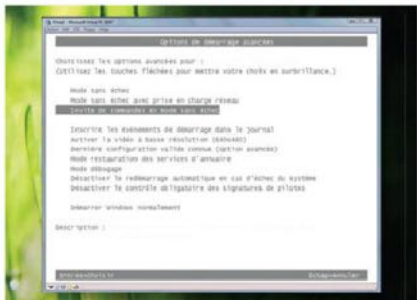 Options de démarrage avancées
Choisissez les options avancées pour :
(Utilisez les touches fléchées pour mettre votre choix en surbrillance.)
Mode sans échec
Mode sans échec avec prise en charge réseau
Invite de commandes en mode sans échec
Inscrire les événements de démarrage dans le journal
Activer la vidéo à basse résolution (640x480)
Dernière configuration valide connue (option avancée)
Mode restauration des services d'annuaire
Mode débogage
Désactiver le redémarrage automatique en cas d'échec du système
Désactiver le contrôle obligatoire des signatures de pilotes
Démarrer Windows normalement
Description :
Entrée=Choisir
Échap=Annuler